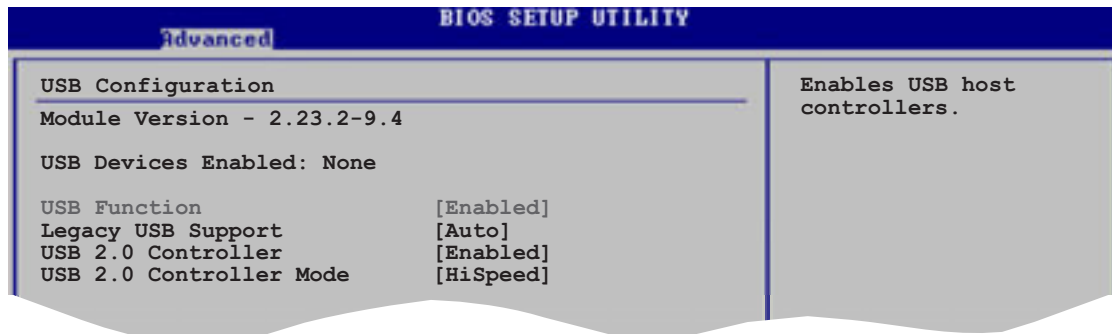 BIOS SETUP UTILITY
Advanced
USB Configuration
Module Version - 2.23.2-9.4
USB Devices Enabled: None
USB Function [Enabled]
Legacy USB Support [Auto]
USB 2.0 Controller [Enabled]
USB 2.0 Controller Mode [HiSpeed]
Enables USB host
controllers.